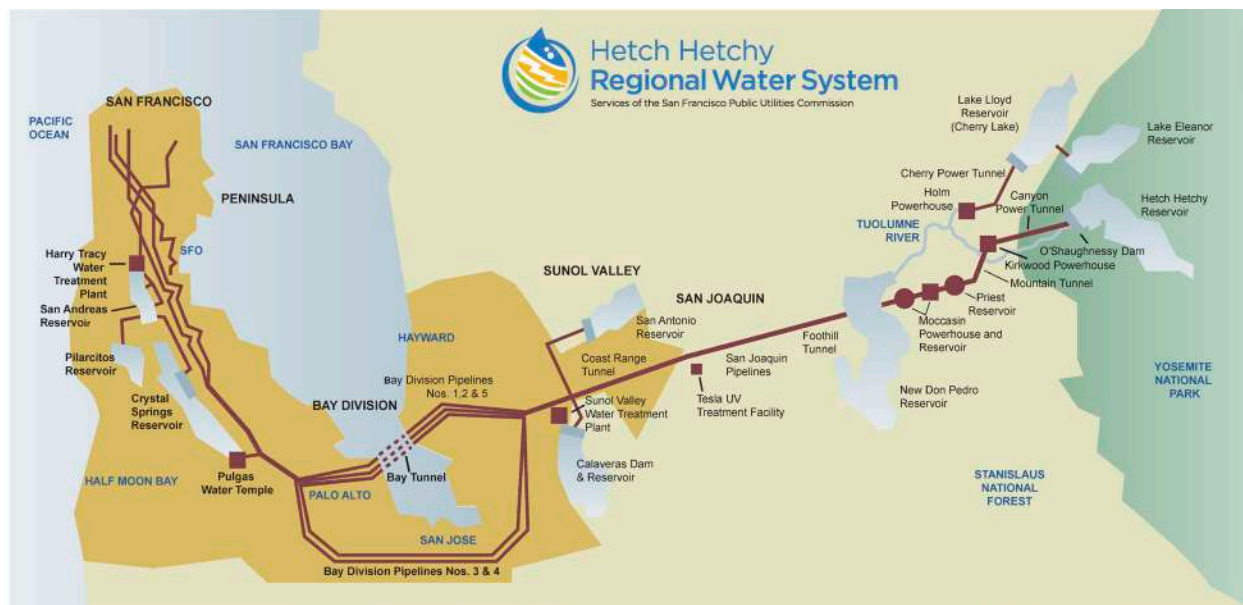 Hetch Hetchy
Regional Water System
Services of the San Francisco Public Utilities Commission
SAN FRANCISCO
PACIFIC
OCEAN
SAN FRANCISCO BAY
PENINSULA
SFO
Harry Tracy
Water
Treatment
Plant
San Andreas
Reservoir
Pilarcitos
Reservoir
Crystal
Springs
Reservoir
HALF MOON BAY
Pulgas
Water Temple
PALO ALTO
BAY DIVISION
HAYWARD
Bay Division Pipelines
Nos. 1,2 & 5
Bay Tunnel
SAN JOSE
Bay Division Pipelines Nos. 3 & 4
SUNOL VALLEY
San Antonio
Reservoir
Coast Range
Tunnel
Sunol Valley
Water Treatment
Plant
Calaveras Dam
& Reservoir
SAN JOAQUIN
San Joaquin
Pipelines
Tesla UV
Treatment Facility
Foothill
Tunnel
New Don Pedro
Reservoir
Moccasin
Powerhouse and
Reservoir
Priest
Reservoir
Mountain Tunnel
Kirkwood Powerhouse
O'Shaughnessy Dam
TUOLUMNE
RIVER
Holm
Powerhouse
Cherry Power Tunnel
Canyon
Power Tunnel
Lake Lloyd
Reservoir
(Cherry Lake)
Lake Eleanor
Reservoir
Hetch Hetchy
Reservoir
YOSEMITE
NATIONAL
PARK
STANISLAUS
NATIONAL
FOREST